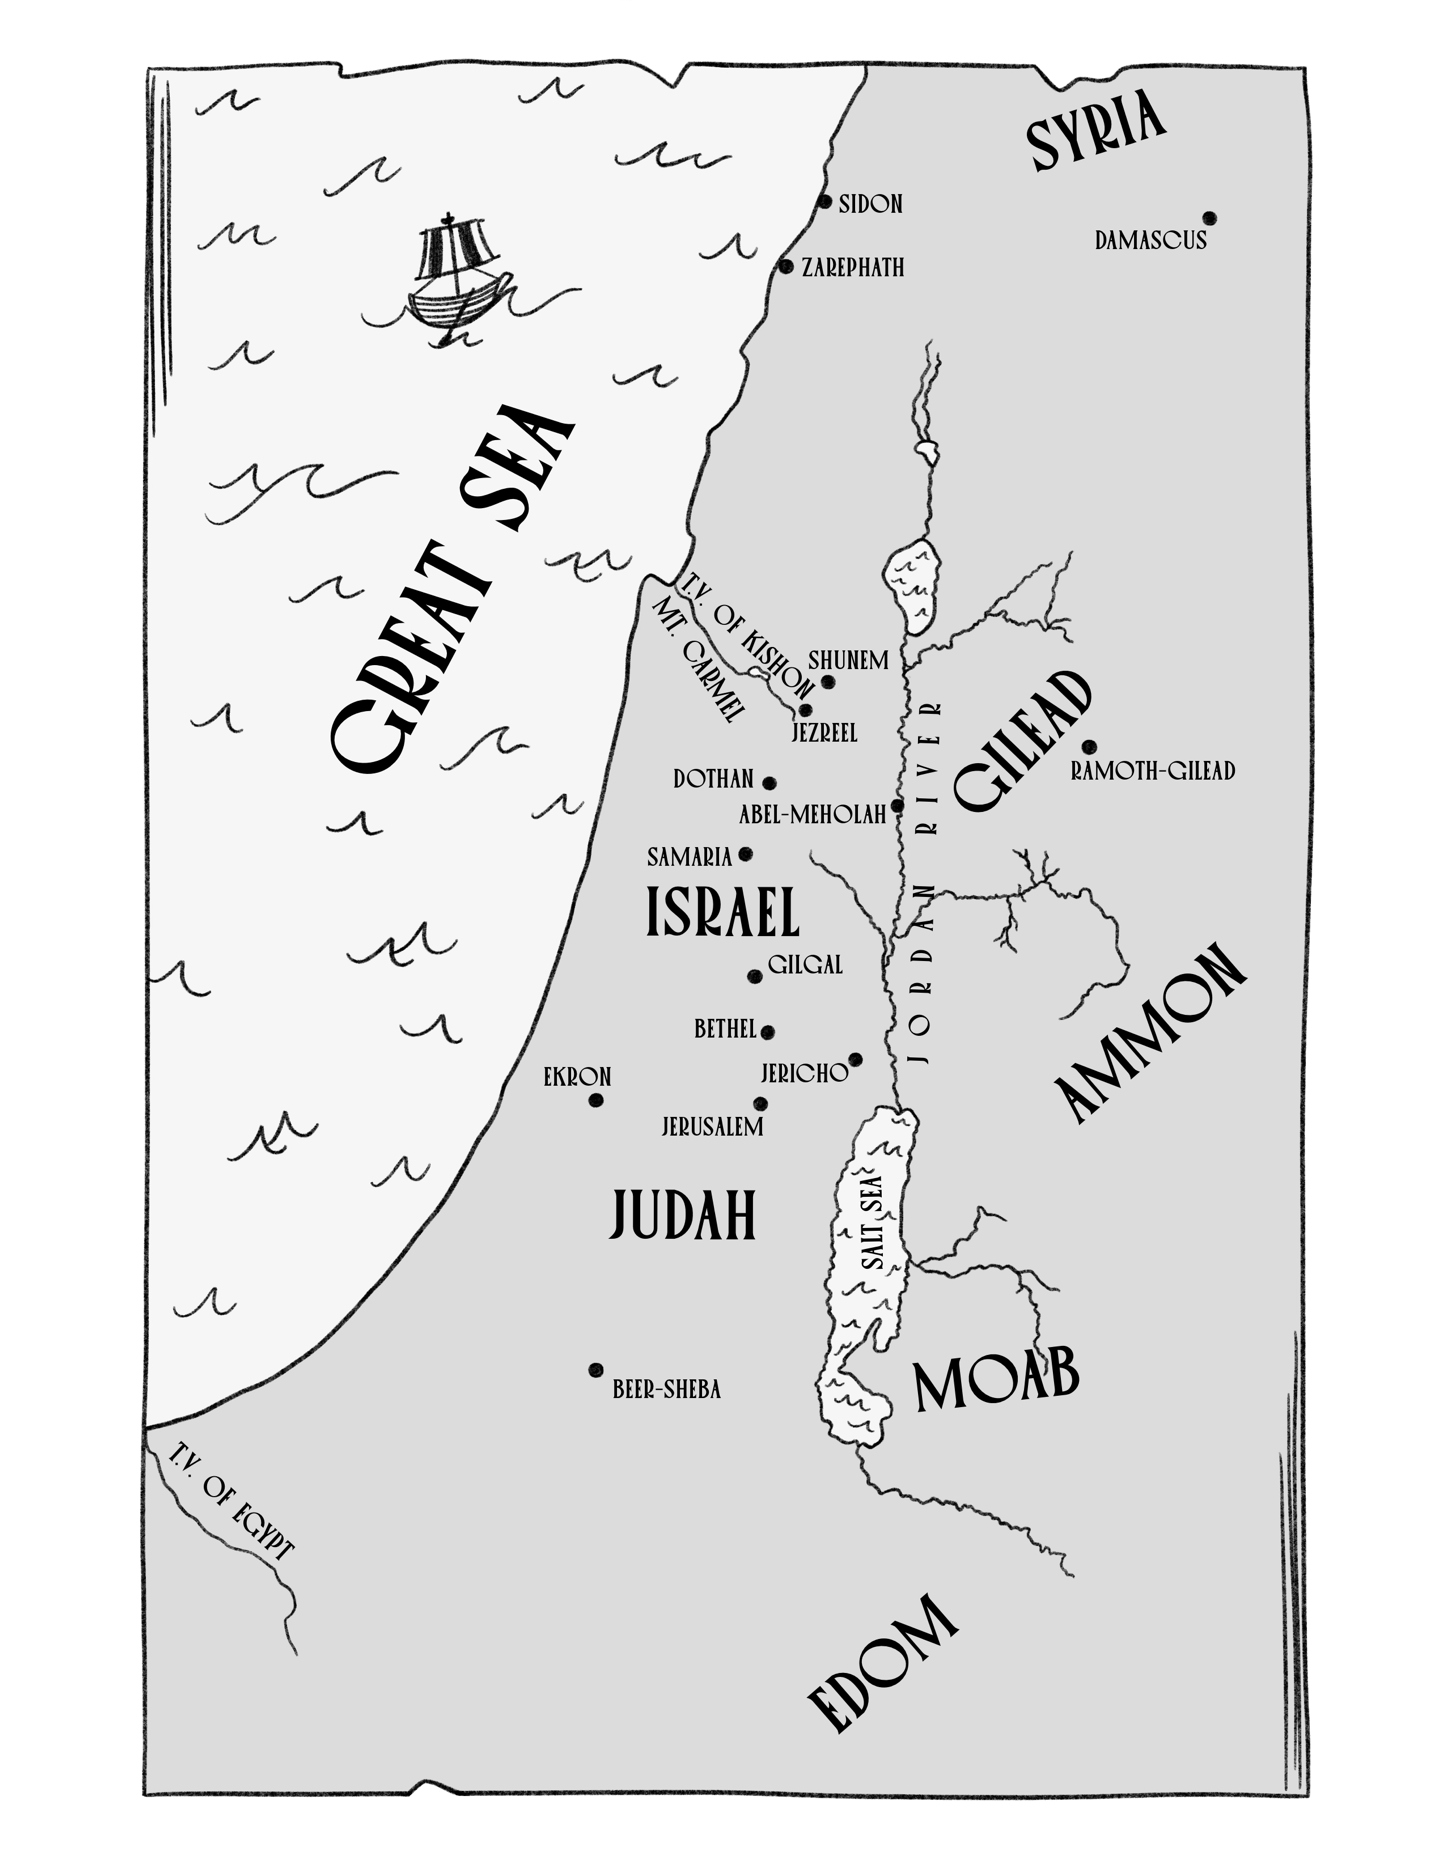 SYRIA
SIDON
DAMASCUS
ZAREPHATH
GREAT SEA
T.V. OF KISHON
MT. CARMEL
SHUNEM
JEZREEL
GILEAD
RAMOTH-GILEAD
DOTHAN
ABEL-MEHOLAH
JORDAN RIVER
SAMARIA
ISRAEL
GILGAL
AMMON
BETHEL
JERICHO
EKRON
JERUSALEM
SALT SEA
JUDAH
MOAB
BEER-SHEBA
T.V. OF EGYPT
EDOM